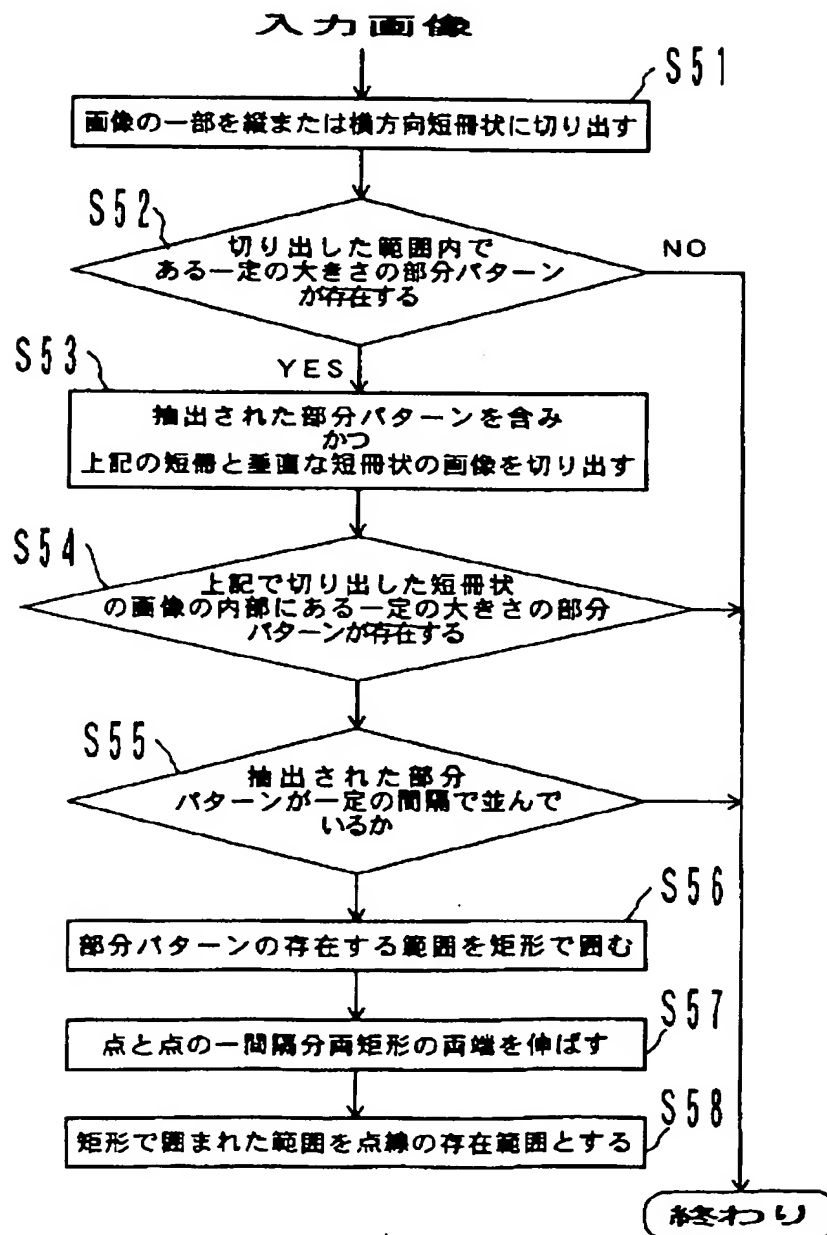 入力画像
S51
画像の一部を縦または横方向短冊状に切り出す
S52
切り出した範囲内で
ある一定の大きさの部分パターン
が存在する
NO
YES
S53
抽出された部分パターンを含み
かつ
上記の短冊と垂直な短冊状の画像を切り出す
S54
上記で切り出した短冊状
の画像の内部にある一定の大きさの部分
パターンが存在する
S55
抽出された部分
パターンが一定の間隔で並んで
いるか
S56
部分パターンの存在する範囲を矩形で囲む
S57
点と点の一間隔分両矩形の両端を伸ばす
S58
矩形で囲まれた範囲を点線の存在範囲とする
終わり